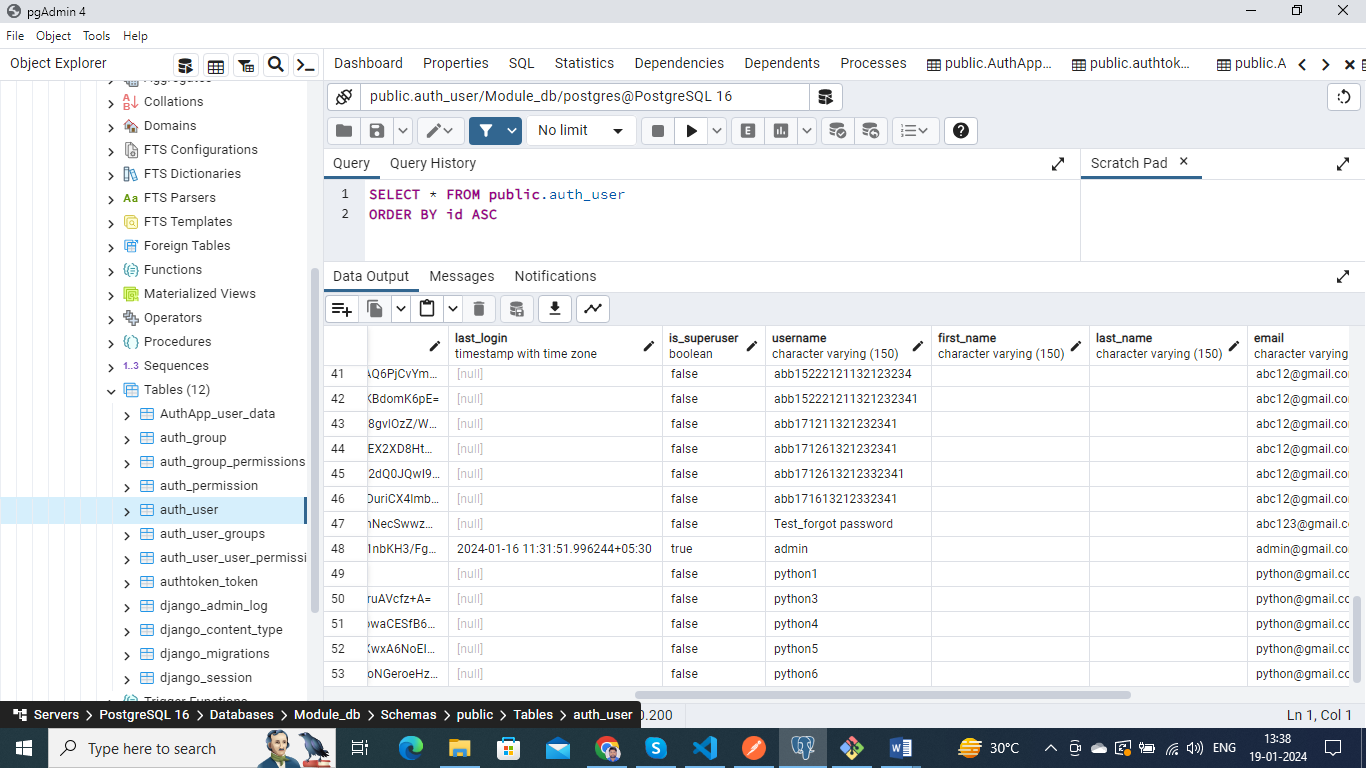 pgAdmin 4
File Object Tools Help
Object Explorer
Dashboard Properties SQL Statistics Dependencies Dependents Processes public.AuthApp... public.authtok... public.A
Aggregates
Collations
Domains
FTS Configurations
FTS Dictionaries
Aa FTS Parsers
FTS Templates
Foreign Tables
Functions
Materialized Views
Operators
Procedures
1..3 Sequences
Tables (12)
AuthApp_user_data
auth_group
auth_group_permissions
auth_permission
auth_user
auth_user_groups
auth_user_user_permissi
authtoken_token
django_admin_log
django_content_type
django_migrations
django_session
Trigger Functions
public.auth_user/Module_db/postgres@PostgreSQL 16
No limit
E
Query Query History
Scratch Pad
1 SELECT * FROM public.auth_user
2 ORDER BY id ASC
Data Output Messages Notifications
last_login is_superuser username first_name last_name email
timestamp with time zone boolean character varying (150) character varying (150) character varying (150) character varying
41 AQ6PjCvYm... [null] false abb15222121132123234 abc12@gmail.co
42 KBdomK6pE= [null] false abb152221211321232341 abc12@gmail.co
43 8gvIOzZ/W... [null] false abb171211321232341 abc12@gmail.co
44 EX2XD8Ht... [null] false abb171261321232341 abc12@gmail.co
45 2dQ0JQwI9... [null] false abb1712613212332341 abc12@gmail.co
46 DuriCX4lmb... [null] false abb171613212332341 abc12@gmail.co
47 nNecSwwz... [null] false Test_forgot password abc123@gmail.co
48 1nbKH3/Fg... 2024-01-16 11:31:51.996244+05:30 true admin admin@gmail.co
49 [null] false python1 python@gmail.cc
50 ruAVcfz+A= [null] false python3 python@gmail.cc
51 owaCESfB6... [null] false python4 python@gmail.cc
52 XwxA6NoEI... [null] false python5 python@gmail.cc
53 oNGeroeHz... [null] false python6 python@gmail.cc
Servers > PostgreSQL 16 > Databases > Module_db > Schemas > public > Tables > auth_user
0.200
Ln 1, Col 1
Type here to search
30°C
ENG
13:38
19-01-2024